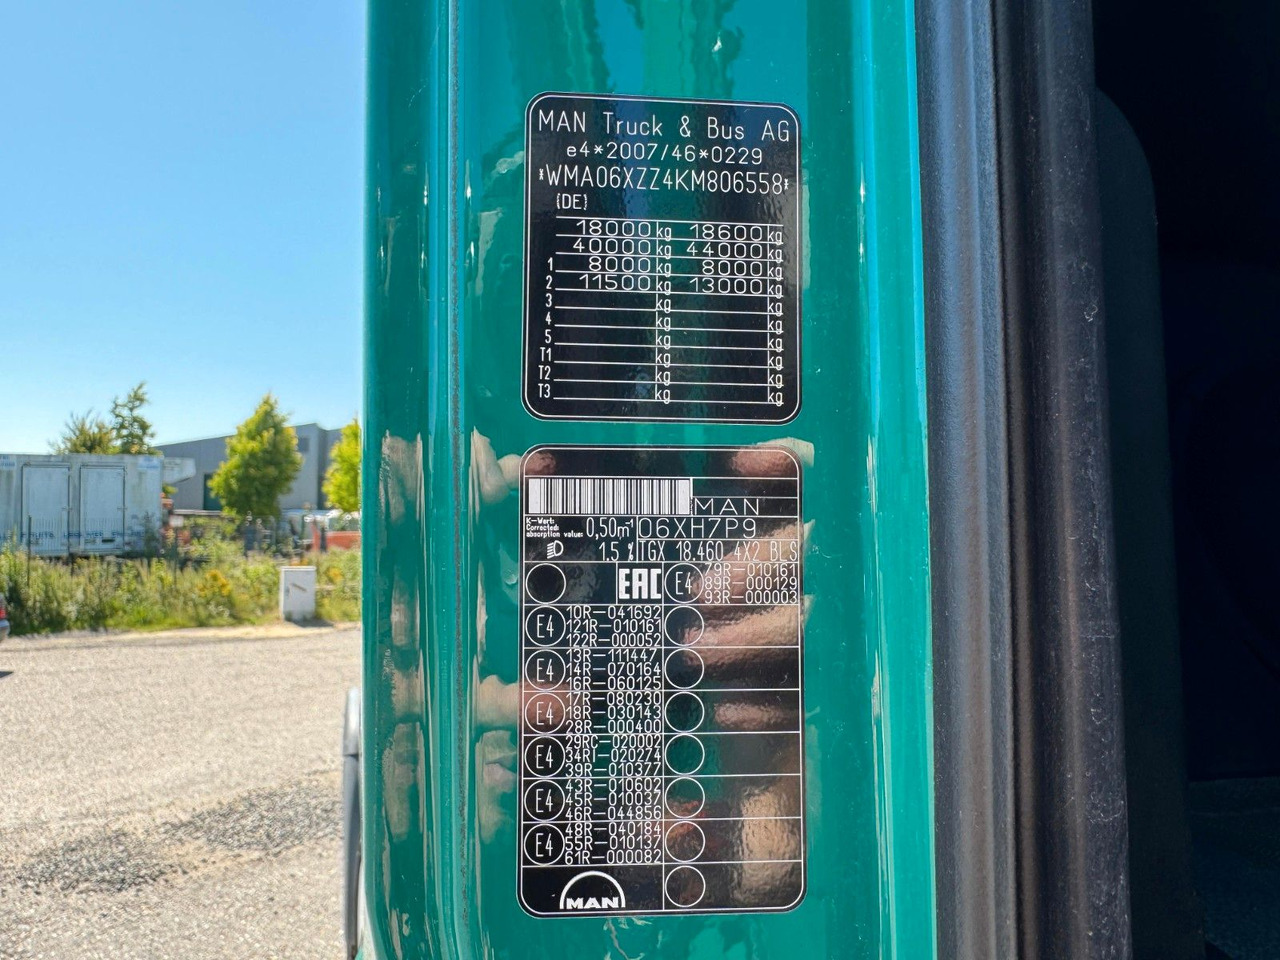 MAN Truck & Bus AG
e4*2007/46*0229
*WMA06XZZ4KM806558*
(DE)
18000 kg 18600 kg
40000 kg 44000 kg
1 8000 kg 8000 kg
2 11500 kg 13000 kg
3 kg kg
4 kg kg
5 kg kg
T1 kg kg
T2 kg kg
T3 kg kg
MAN
K-Wert:
Corrected absorption value: 0,50m⁻¹ 06XH7P9
1.5 % TGX 18.460 4X2 BLS
EAC E4 79R-010161
89R-000129
93R-000003
E4 10R-041692
121R-010161
122R-000052
E4 13R-111447
14R-070164
16R-060125
E4 17R-080230
18R-030143
28R-000400
E4 29RC-020002
34RI-020274
39R-010377
E4 43R-010602
45R-010037
46R-044856
E4 48R-040184
55R-010137
61R-000082
MAN